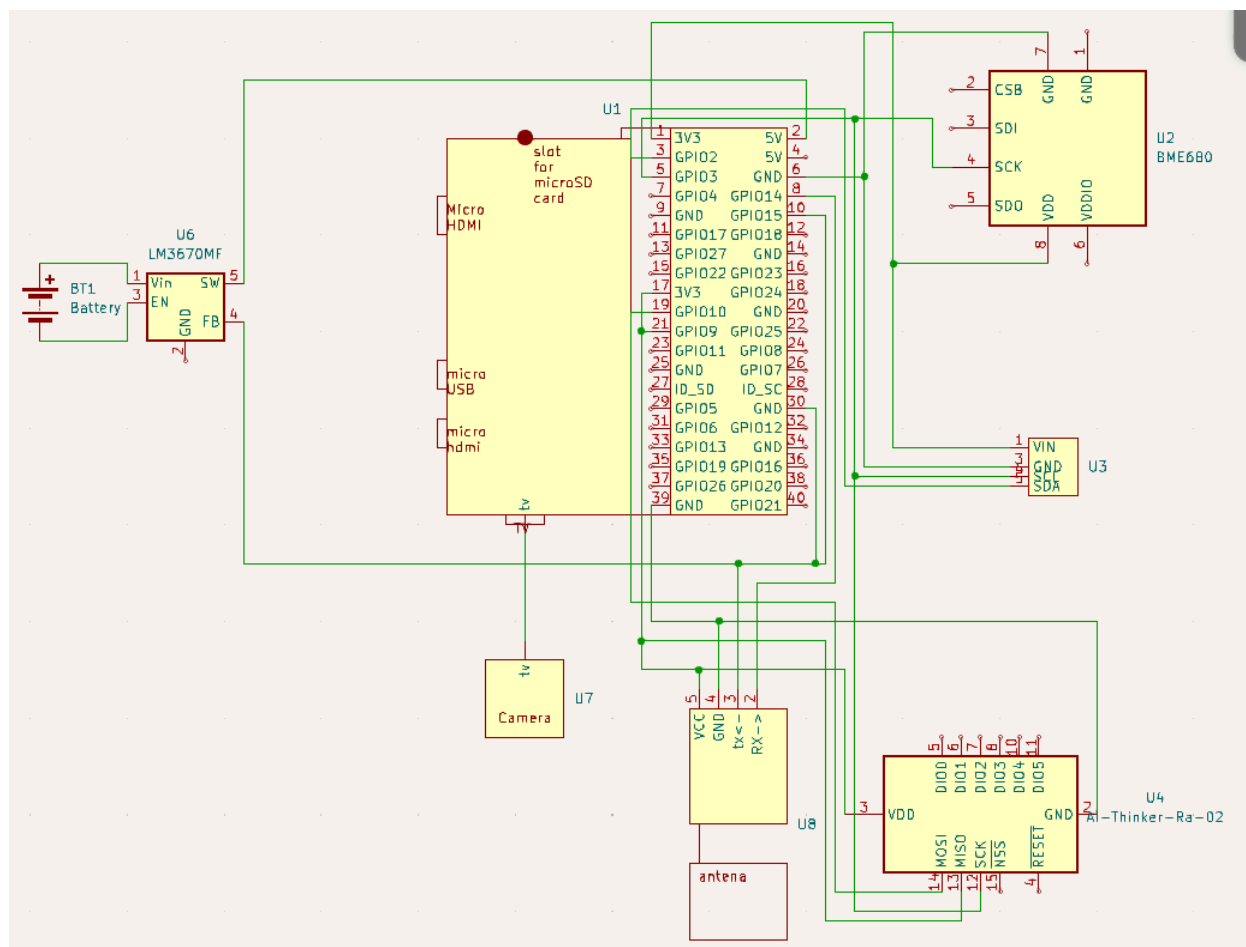 U1
slot
for
microSD
card
Micro
HDMI
micro
USB
micro
hdmi
tv
TV
1 3V3 5V 2
3 GPIO2 5V 4
5 GPIO3 GND 6
7 GPIO4 GPIO14 8
9 GND GPIO15 10
11 GPIO17 GPIO18 12
13 GPIO27 GND 14
15 GPIO22 GPIO23 16
17 3V3 GPIO24 18
19 GPIO10 GND 20
21 GPIO9 GPIO25 22
23 GPIO11 GPIO8 24
25 GND GPIO7 26
27 ID_SD ID_SC 28
29 GPIO5 GND 30
31 GPIO6 GPIO12 32
33 GPIO13 GND 34
35 GPIO19 GPIO16 36
37 GPIO26 GPIO20 38
39 GND GPIO21 40
7 GND
1 GND
2 CSB
3 SDI
4 SCK
5 SDO
8 VDD
6 VDDIO
U2
BME680
U6
LM3670MF
1 Vin SW 5
3 EN
FB 4
GND 2
+
BT1
Battery
1 VIN
3 GND
SCL
SDA
U3
tv
Camera
U7
5 VCC
4 GND
3 tx<-
2 RX->
U8
antena
5 DIO0
6 DIO1
7 DIO2
8 DIO3
10 DIO4
11 DIO5
3 VDD
GND 2
14 MOSI
13 MISO
12 SCK
15 NSS
4 RESET
U4
Ai-Thinker-Ra-02